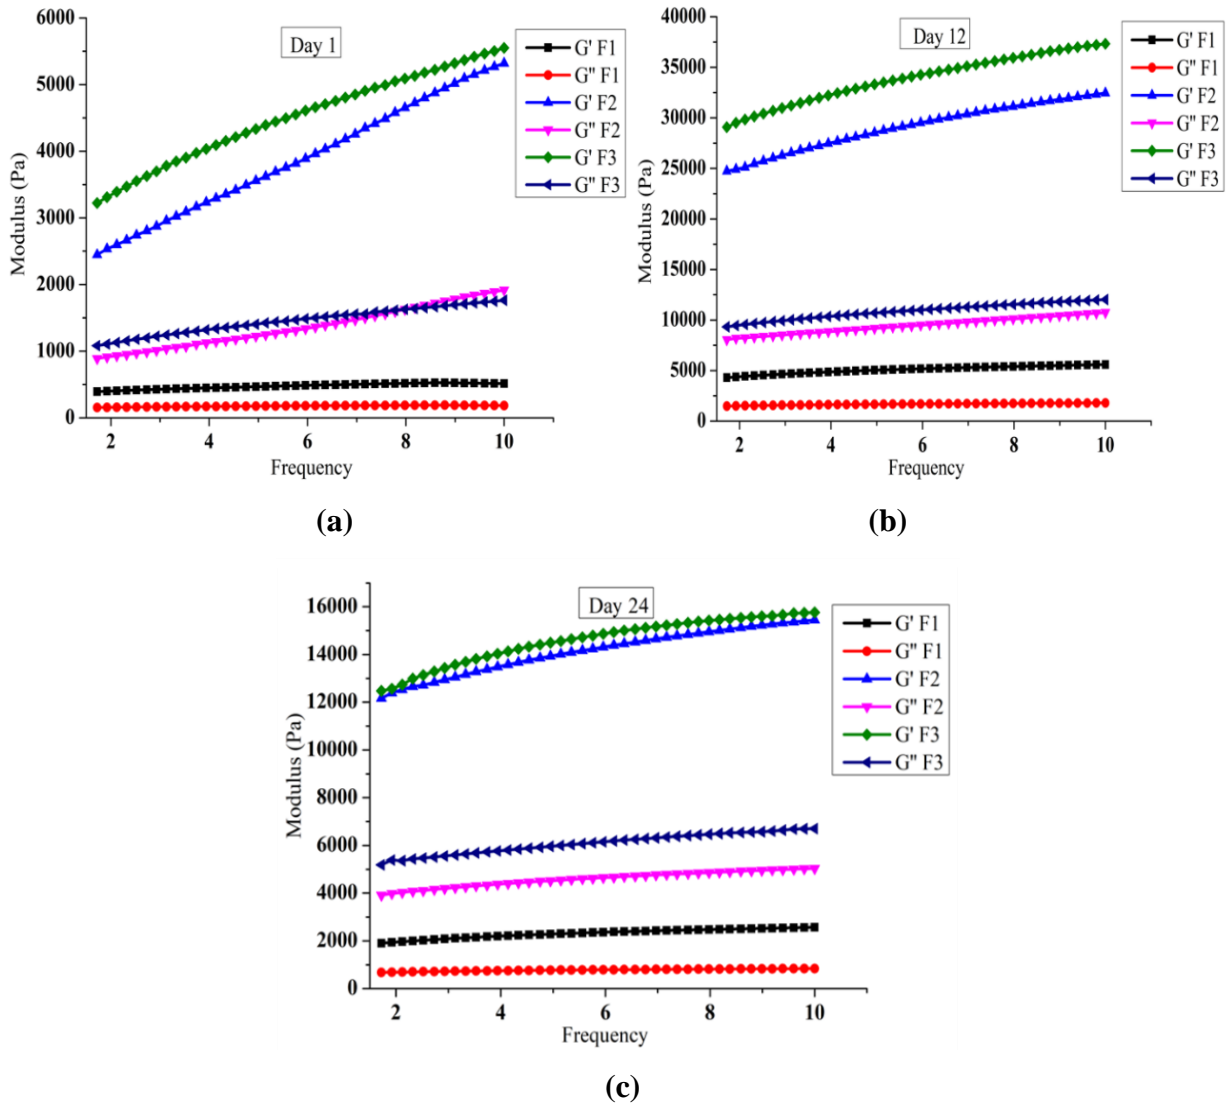 Day 1
6000
5000
4000
3000
2000
1000
0
Modulus (Pa)
2 4 6 8 10
Frequency
G' F1
G" F1
G' F2
G" F2
G' F3
G" F3
(a)
Day 12
40000
35000
30000
25000
20000
15000
10000
5000
0
Modulus (Pa)
2 4 6 8 10
Frequency
G' F1
G" F1
G' F2
G" F2
G' F3
G" F3
(b)
Day 24
16000
14000
12000
10000
8000
6000
4000
2000
0
Modulus (Pa)
2 4 6 8 10
Frequency
G' F1
G" F1
G' F2
G" F2
G' F3
G" F3
(c)